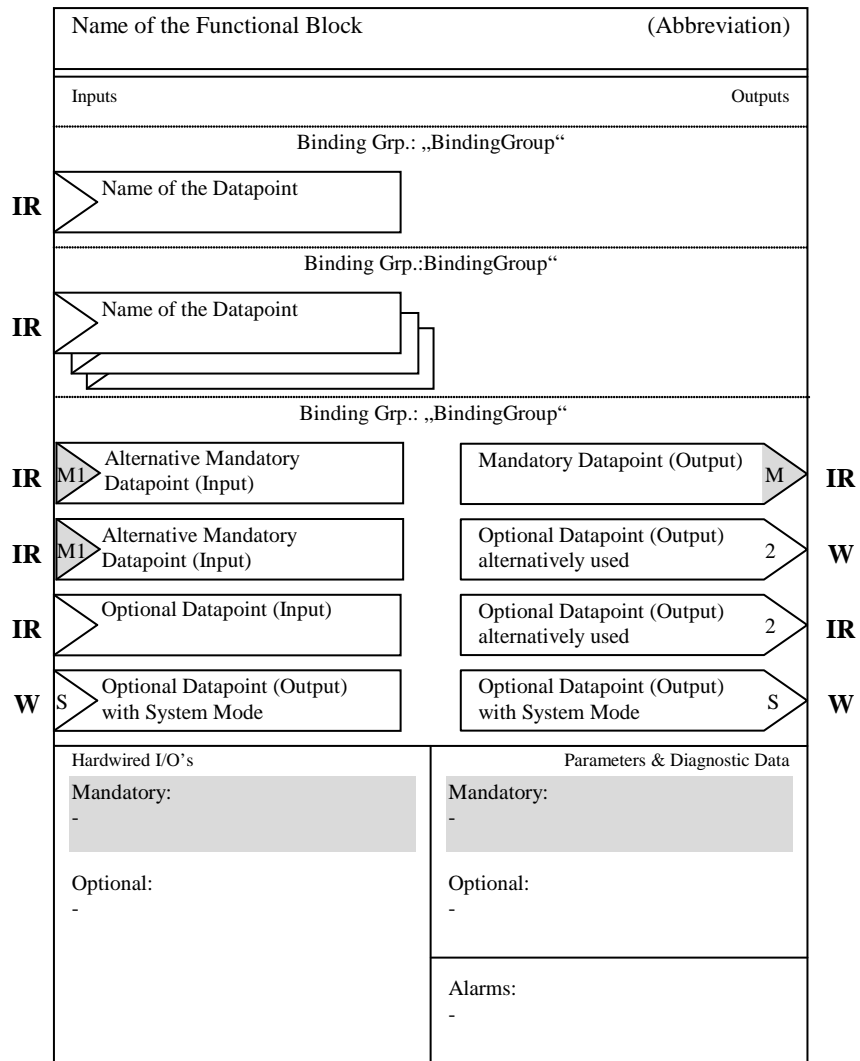 Name of the Functional Block (Abbreviation)
Inputs Outputs
Binding Grp.: „BindingGroup“
IR Name of the Datapoint
Binding Grp.:BindingGroup“
IR Name of the Datapoint
Binding Grp.: „BindingGroup“
IR M1 Alternative Mandatory
Datapoint (Input)
Mandatory Datapoint (Output) M IR
IR M1 Alternative Mandatory
Datapoint (Input)
Optional Datapoint (Output)
alternatively used 2 W
IR Optional Datapoint (Input)
Optional Datapoint (Output)
alternatively used 2 IR
W S Optional Datapoint (Output)
with System Mode
Optional Datapoint (Output)
with System Mode S W
Hardwired I/O’s
Mandatory:
-
Optional:
-
Parameters & Diagnostic Data
Mandatory:
-
Optional:
-
Alarms:
-